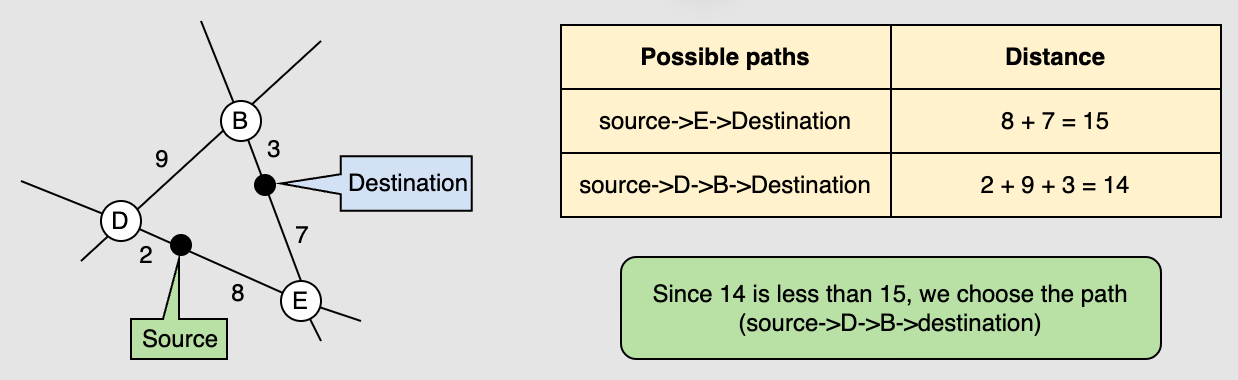 B
9
3
Destination
D
2
7
8
E
Source
Possible paths
Distance
source->E->Destination
8 + 7 = 15
source->D->B->Destination
2 + 9 + 3 = 14
Since 14 is less than 15, we choose the path
(source->D->B->destination)